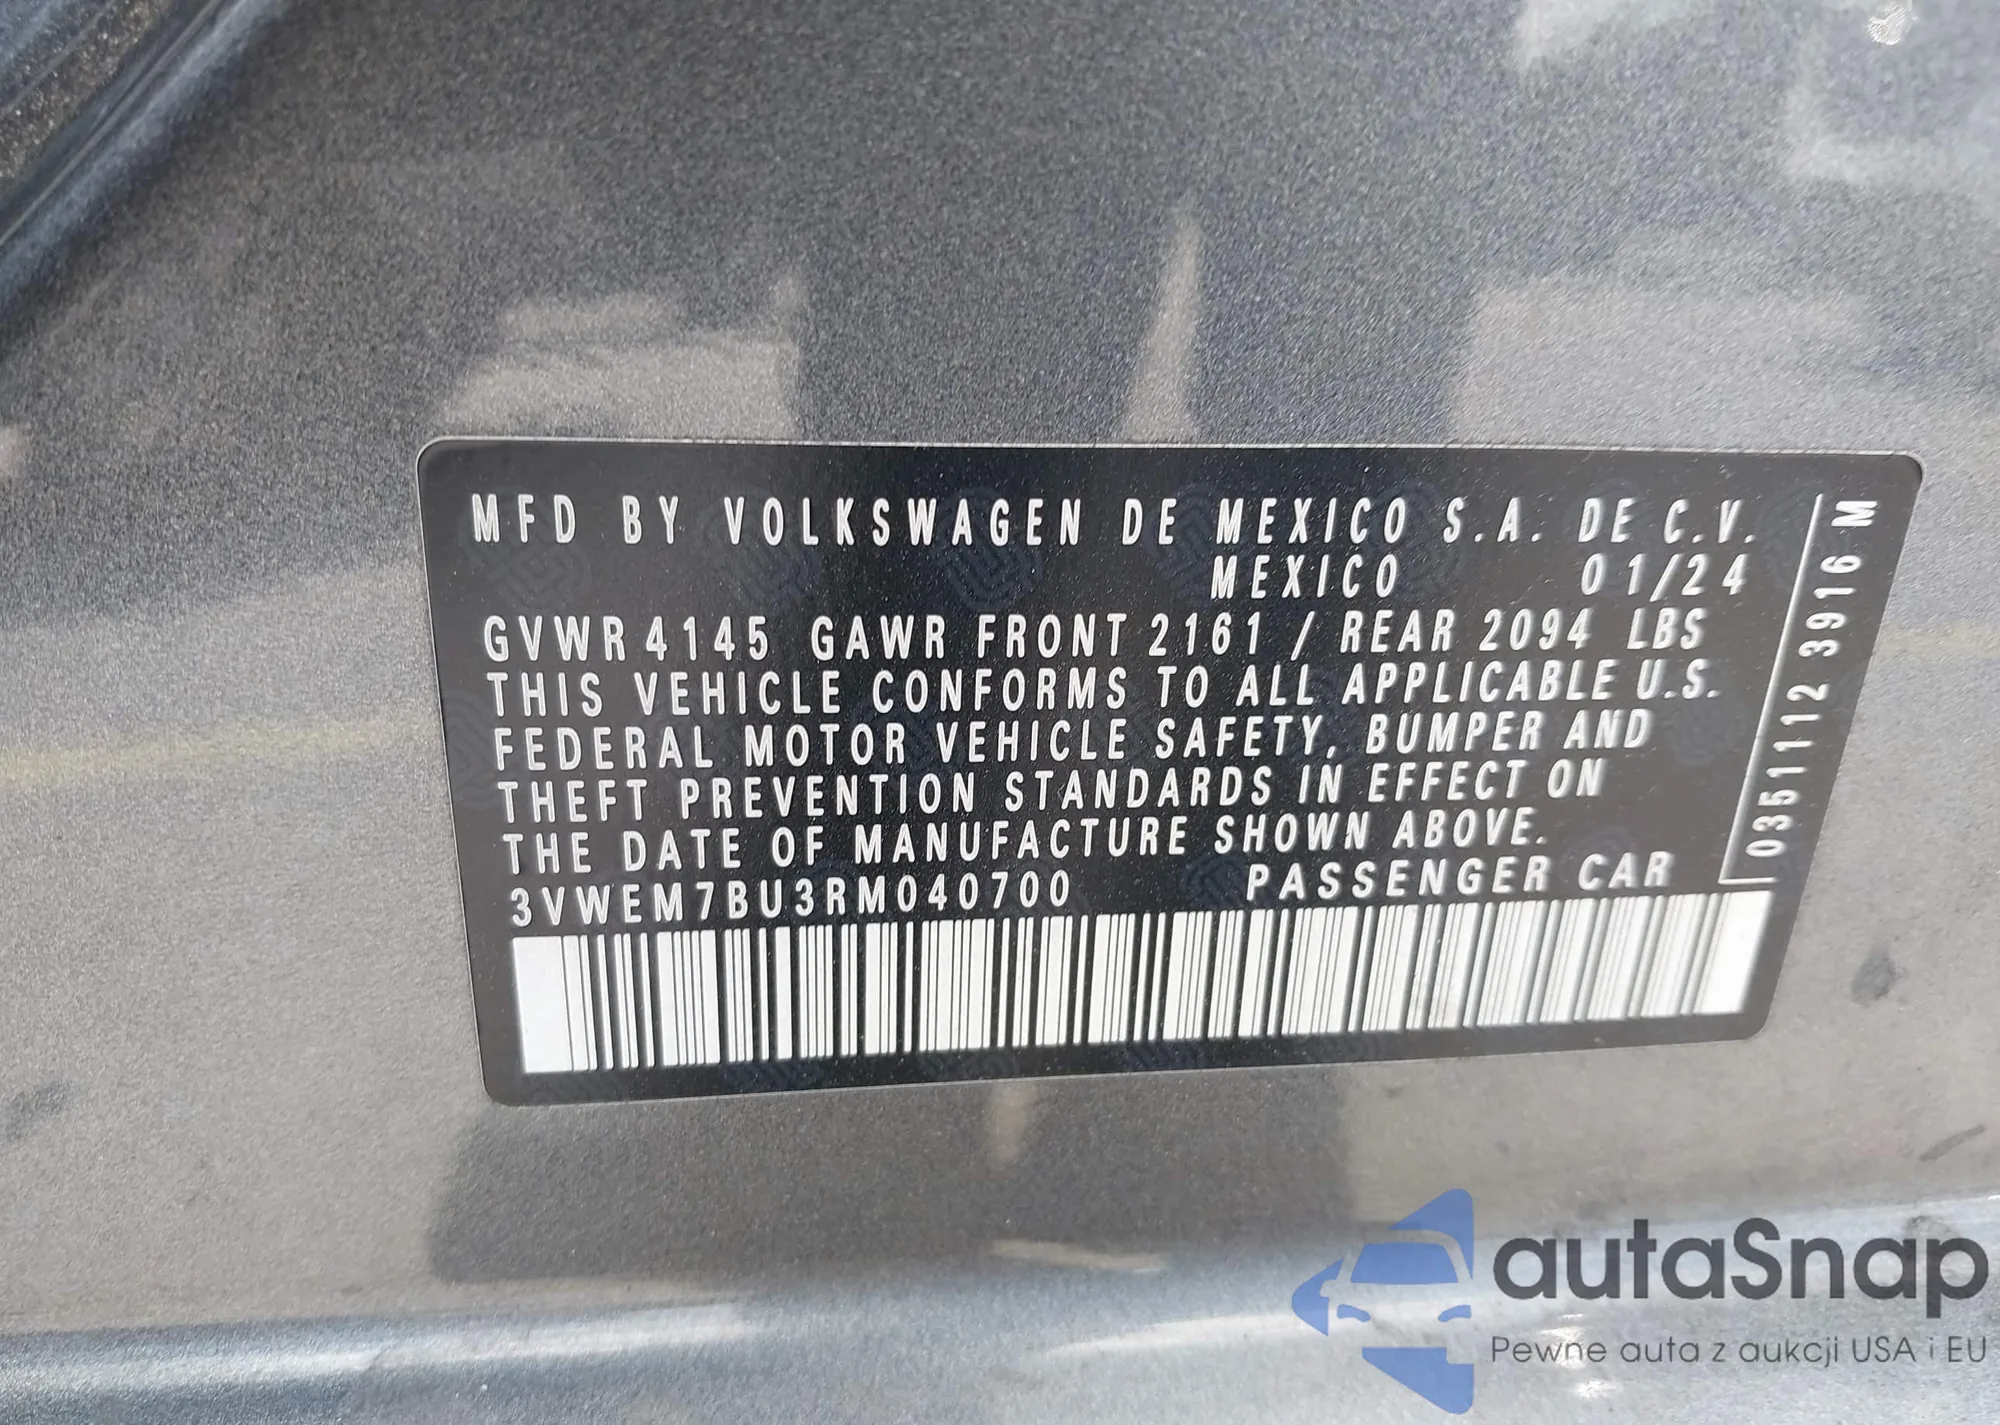 MFD BY VOLKSWAGEN DE MEXICO S.A. DE C.V.
MEXICO 01/24
GVWR 4145 GAWR FRONT 2161 / REAR 2094 LBS
THIS VEHICLE CONFORMS TO ALL APPLICABLE U.S.
FEDERAL MOTOR VEHICLE SAFETY, BUMPER AND
THEFT PREVENTION STANDARDS IN EFFECT ON
THE DATE OF MANUFACTURE SHOWN ABOVE.
3VWEM7BU3RM040700 PASSENGER CAR
0351112 3916 M
autaSnap
Pewne auta z aukcji USA i EU